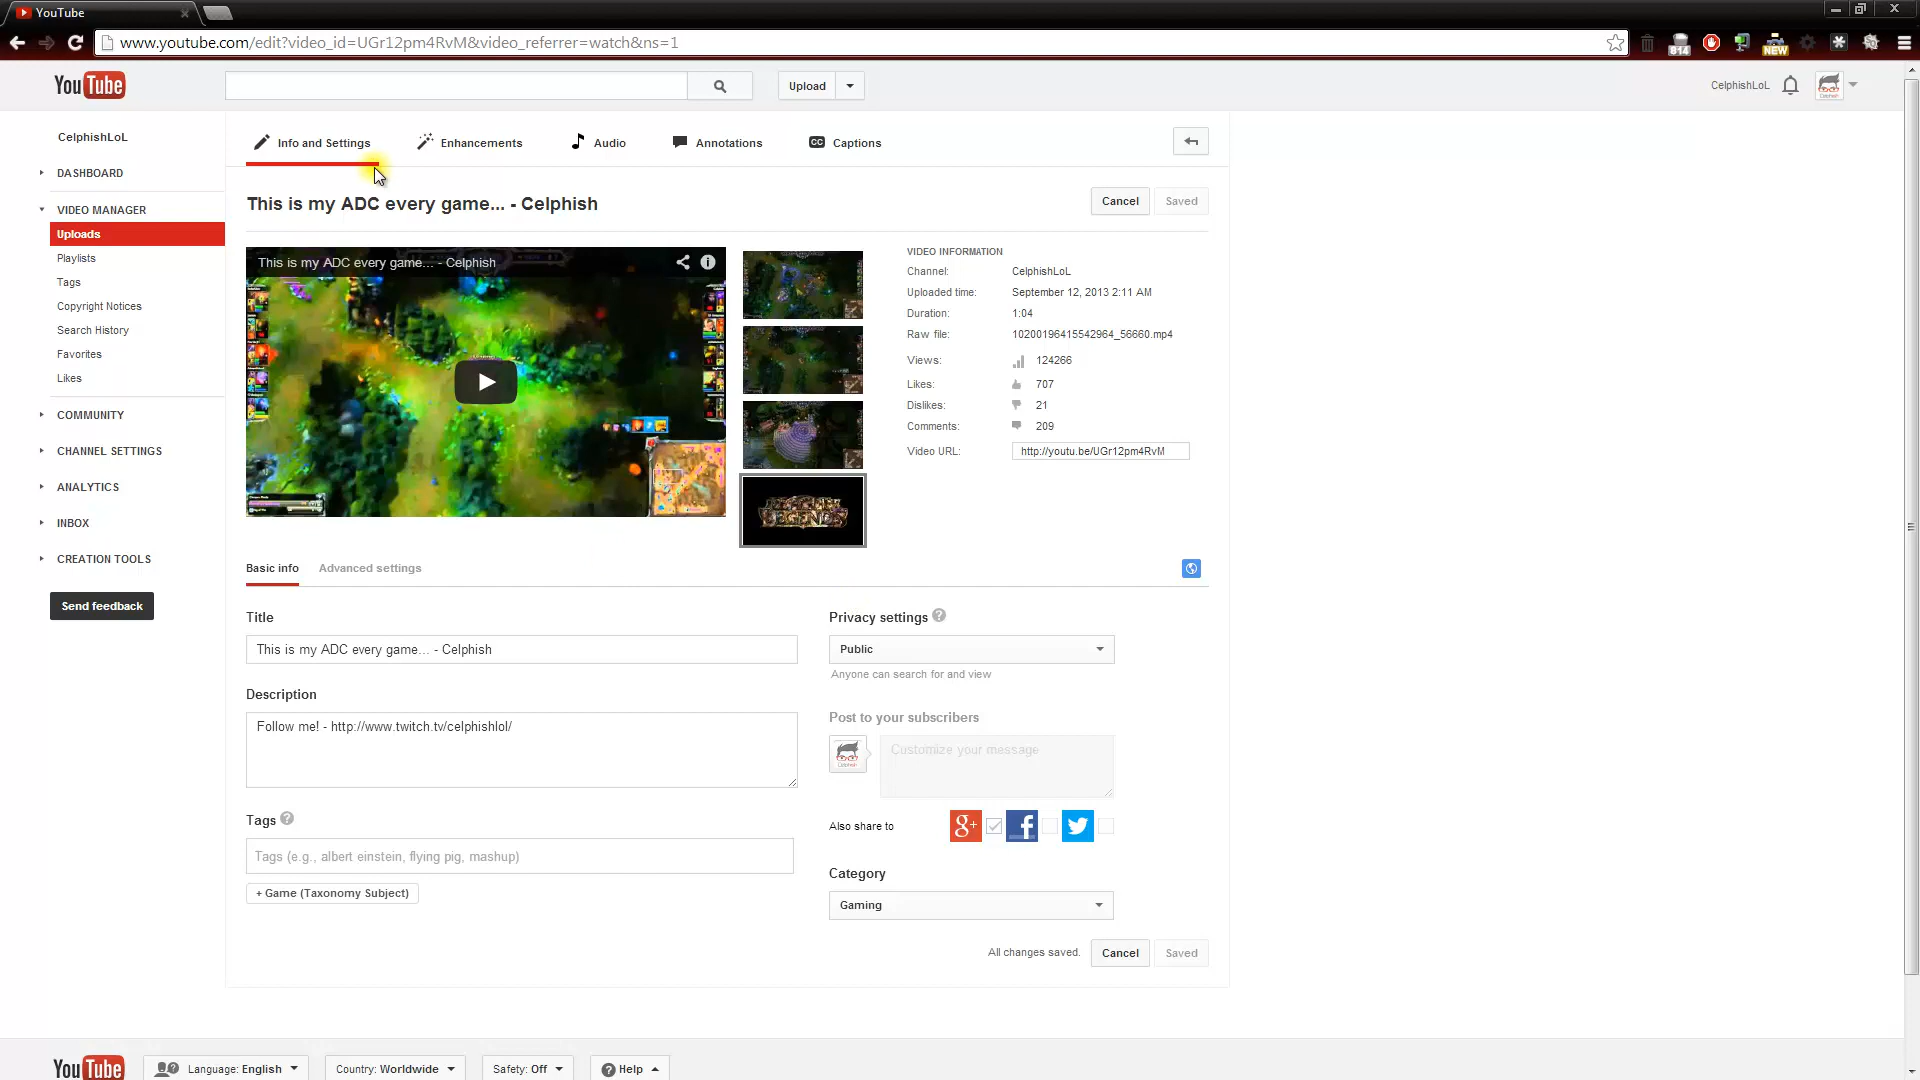 YouTube
www.youtube.com/edit?video_id=UGr12pm4RvM&video_referrer=watch&ns=1
814
NEW
YouTube
Upload
CelphishLoL
CelphishLoL
DASHBOARD
VIDEO MANAGER
Uploads
Playlists
Tags
Copyright Notices
Search History
Favorites
Likes
COMMUNITY
CHANNEL SETTINGS
ANALYTICS
INBOX
CREATION TOOLS
Send feedback
Info and Settings
Enhancements
Audio
Annotations
CC Captions
This is my ADC every game... - Celphish
Cancel
Saved
This is my ADC every game... - Celphish
LEGENDS
VIDEO INFORMATION
Channel: CelphishLoL
Uploaded time: September 12, 2013 2:11 AM
Duration: 1:04
Raw file: 10200196415542964_56660.mp4
Views: 124266
Likes: 707
Dislikes: 21
Comments: 209
Video URL: http://youtu.be/UGr12pm4RvM
Basic info
Advanced settings
Title
This is my ADC every game... - Celphish
Description
Follow me! - http://www.twitch.tv/celphishlol/
Tags ?
Tags (e.g., albert einstein, flying pig, mashup)
+ Game (Taxonomy Subject)
Privacy settings ?
Public
Anyone can search for and view
Post to your subscribers
Customize your message
Also share to
g+
f
Category
Gaming
All changes saved.
Cancel
Saved
YouTube
Language: English
Country: Worldwide
Safety: Off
? Help